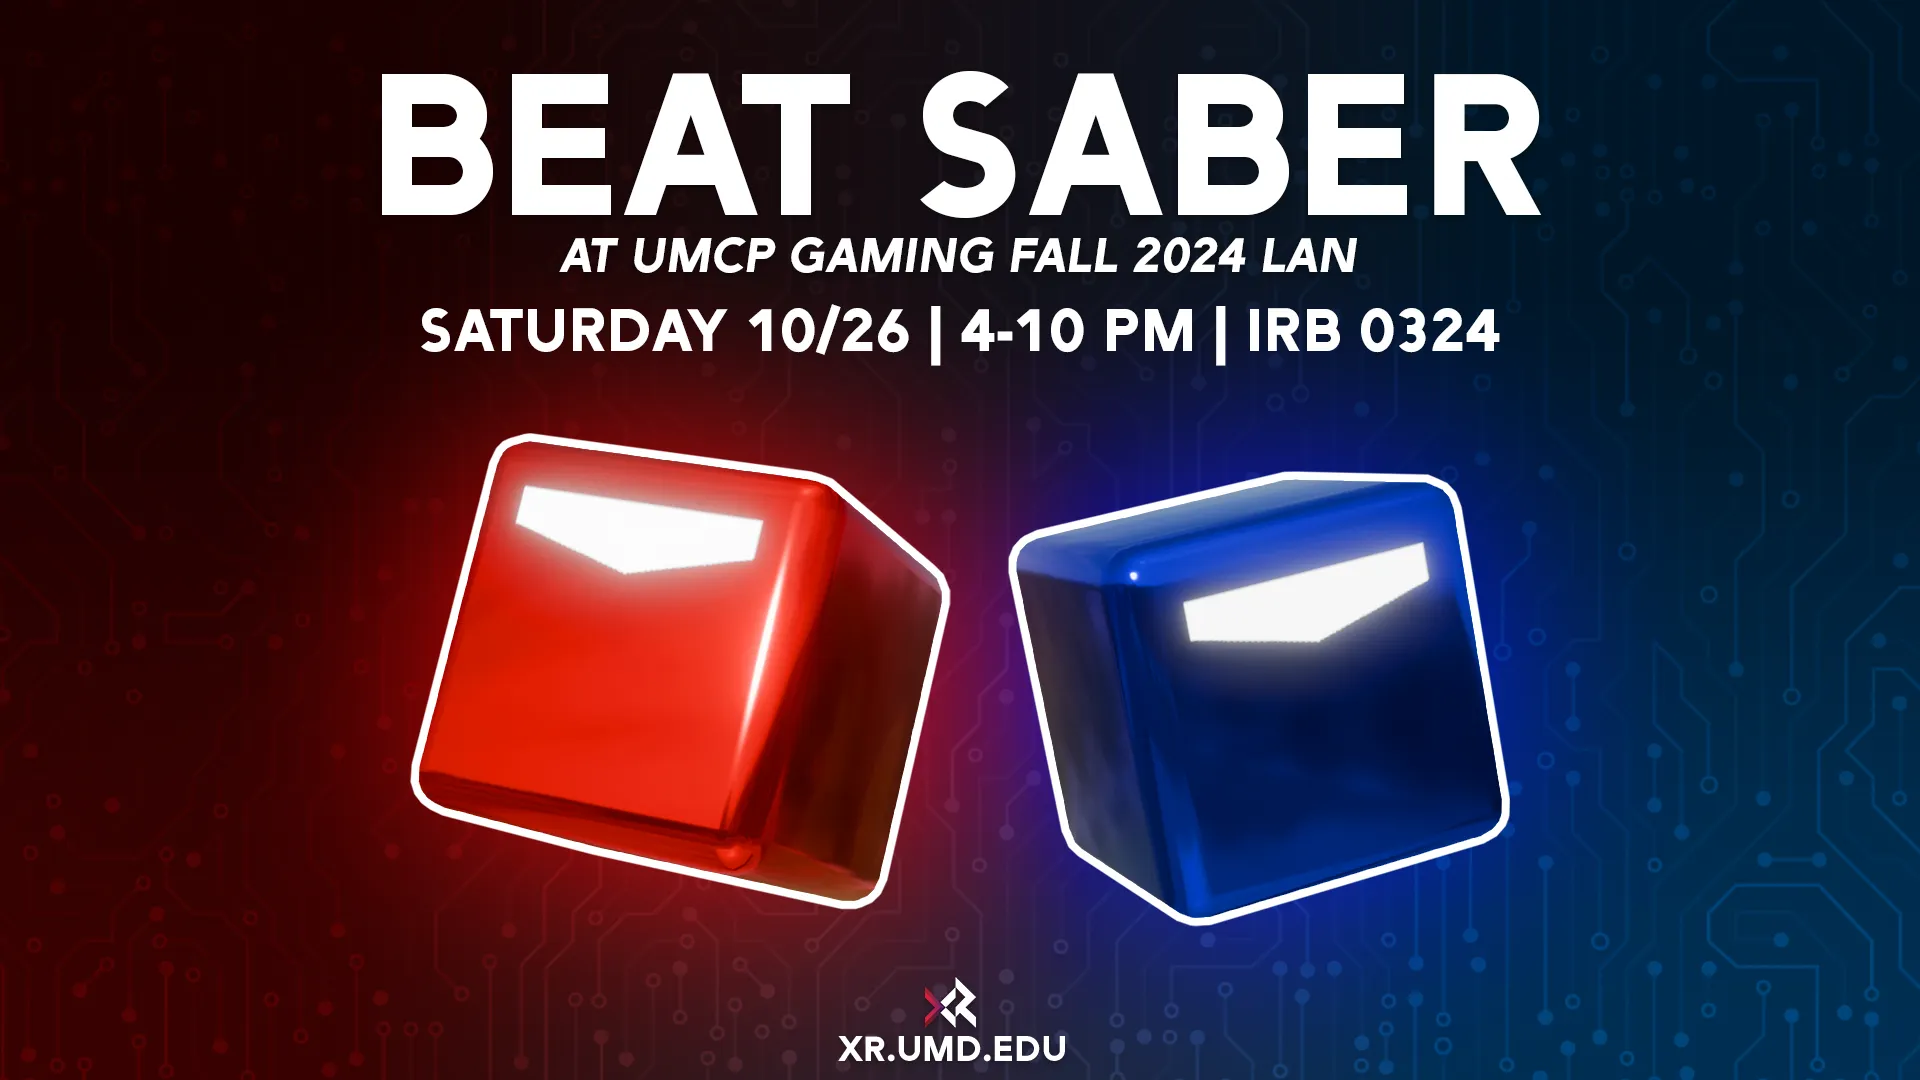 BEAT SABER
AT UMCP GAMING FALL 2024 LAN
SATURDAY 10/26 | 4-10 PM | IRB 0324
XR
XR.UMD.EDU